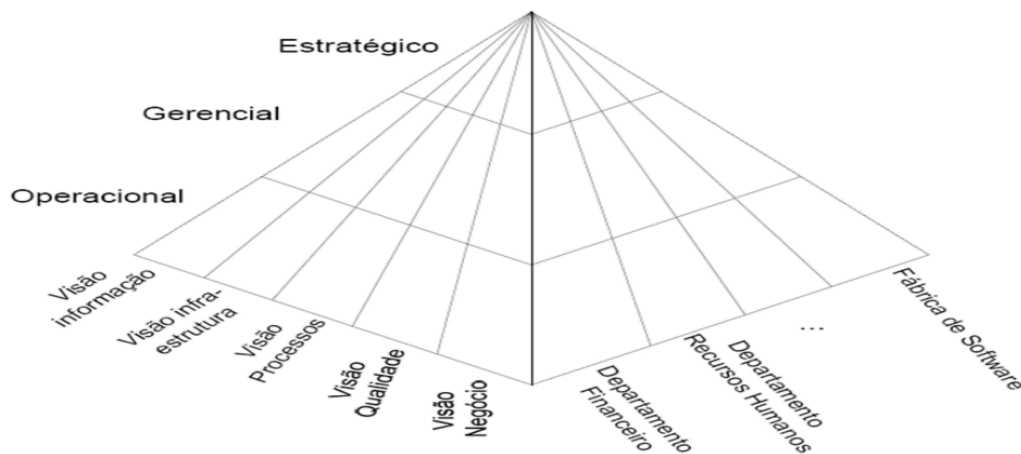 Estratégico
Gerencial
Operacional
Visão
informação
Visão infra-
estrutura
Visão
Processos
Visão
Qualidade
Visão
Negócio
Departamento
Financeiro
Departamento
Recursos Humanos
...
Fábrica de Software